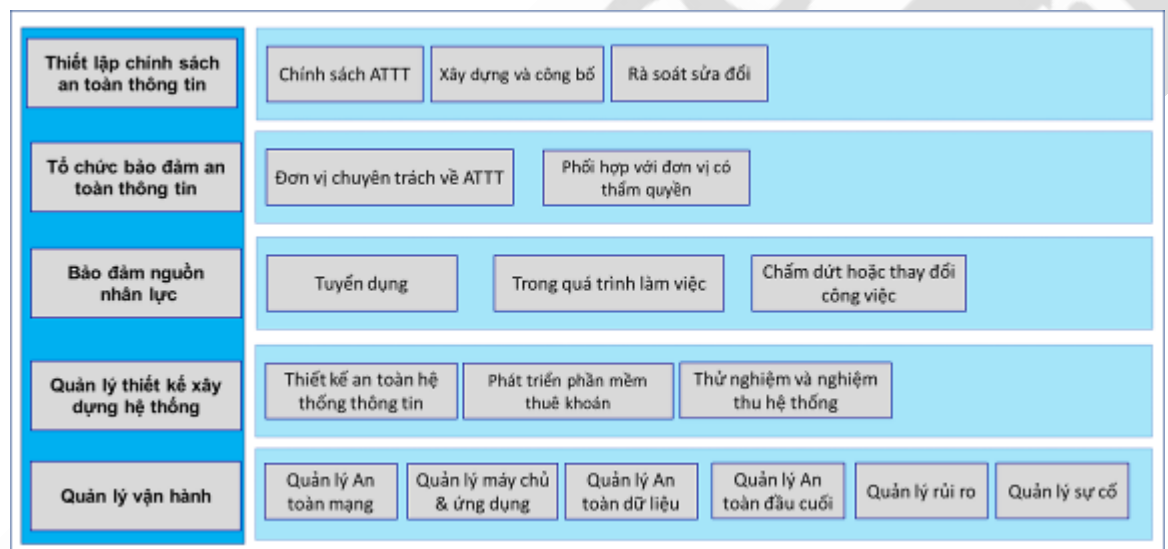 Thiết lập chính sách
an toàn thông tin
Chính sách ATTT
Xây dựng và công bố
Rà soát sửa đổi
Tổ chức bảo đảm an
toàn thông tin
Đơn vị chuyên trách về ATTT
Phối hợp với đơn vị có
thẩm quyền
Bảo đảm nguồn
nhân lực
Tuyển dụng
Trong quá trình làm việc
Chấm dứt hoặc thay đổi
công việc
Quản lý thiết kế xây
dựng hệ thống
Thiết kế an toàn hệ
thống thông tin
Phát triển phần mềm
thuê khoán
Thử nghiệm và nghiệm
thu hệ thống
Quản lý vận hành
Quản lý An
toàn mạng
Quản lý máy chủ
& ứng dụng
Quản lý An
toàn dữ liệu
Quản lý An
toàn đầu cuối
Quản lý rủi ro
Quản lý sự cố